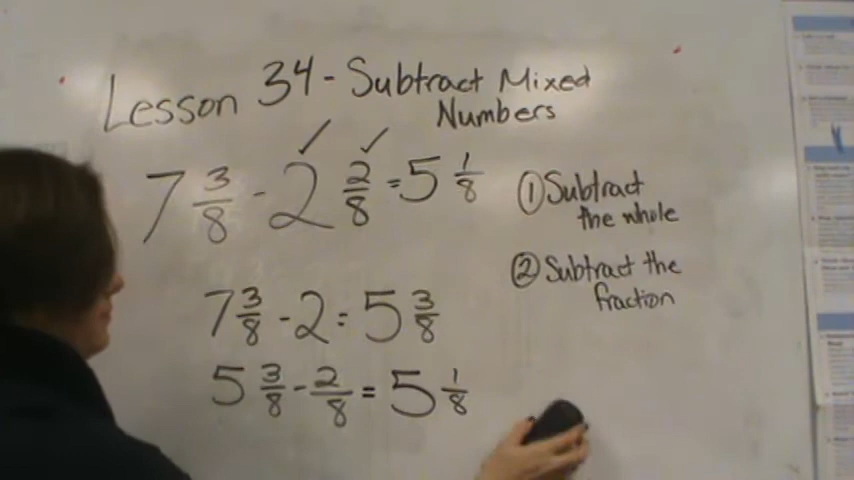 Lesson 34 - Subtract Mixed
Numbers
7 3/8 - 2 2/8 = 5 1/8
① Subtract
the whole
② Subtract the
fraction
7 3/8 - 2 = 5 3/8
5 3/8 - 2/8 = 5 1/8